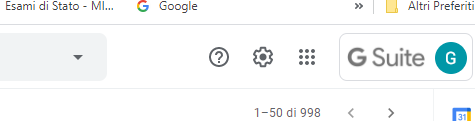 Esami di Stato - MI... Google » Altri Preferiti
G Suite G
1–50 di 998
31